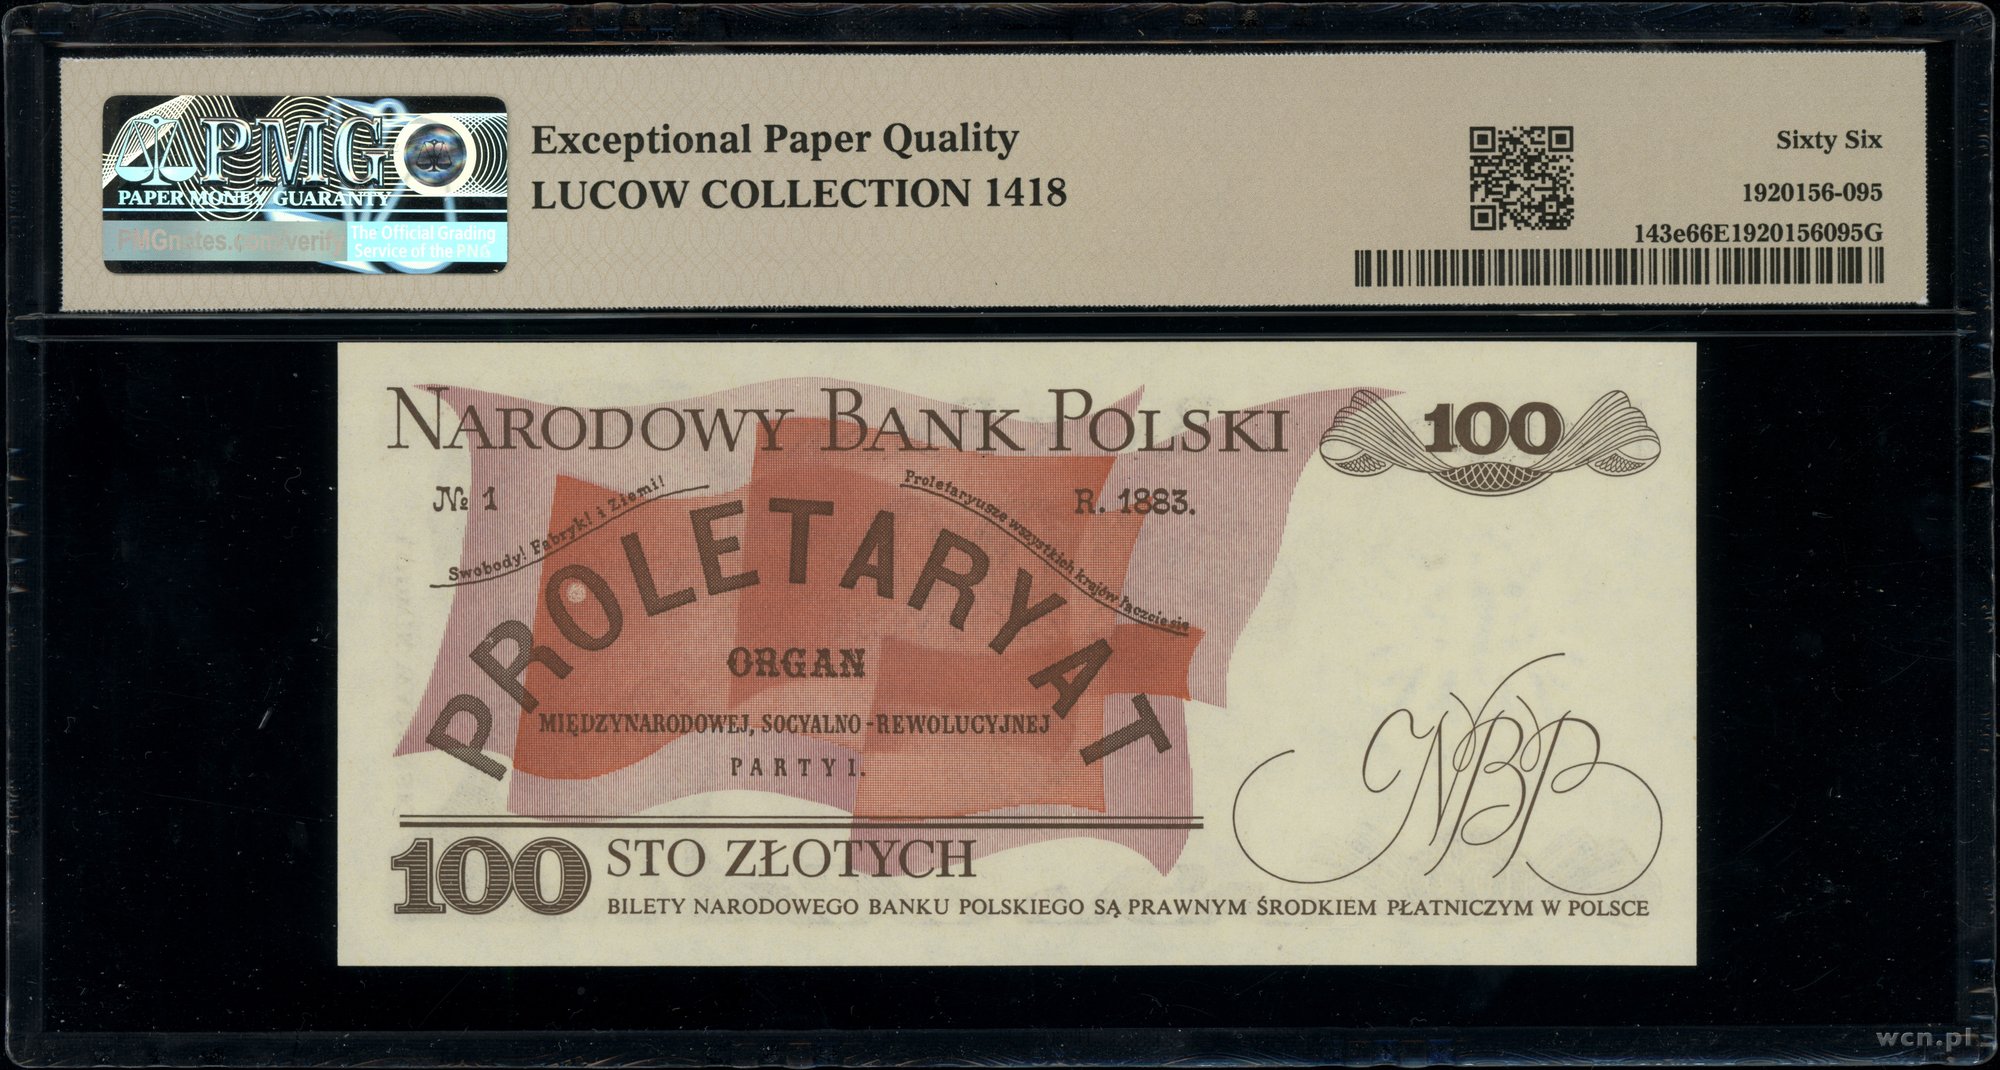 PMG
PAPER MONEY GUARANTY
PMGnotes.com/verify
The Official Grading
Service of the PNG
Exceptional Paper Quality
LUCOW COLLECTION 1418
Sixty Six
1920156-095
143e66E1920156095G
NARODOWY BANK POLSKI
100
№ 1
Swobody! Fabryk! i Ziemi!
Proletaryusze wszystkich krajów łączcie się
R. 1883.
PROLETARYAT
ORGAN
MIĘDZYNARODOWEJ, SOCYALNO-REWOLUCYJNEJ
PARTYI.
NBP
100 STO ZŁOTYCH
BILETY NARODOWEGO BANKU POLSKIEGO SĄ PRAWNYM ŚRODKIEM PŁATNICZYM W POLSCE
wcn.pl